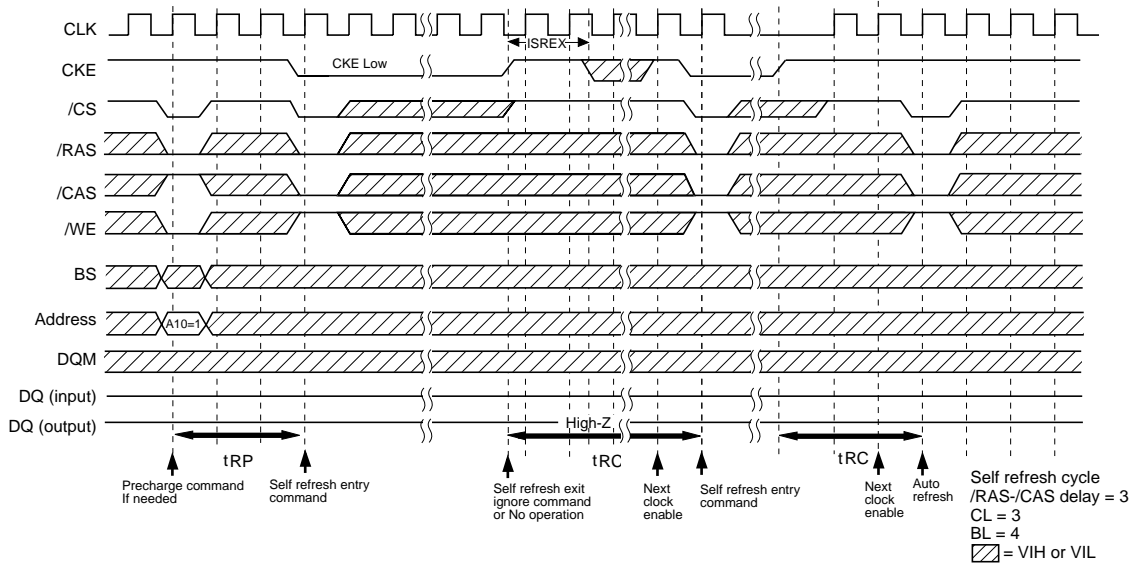 CLK
ISREX
CKE
CKE Low
/CS
/RAS
/CAS
/WE
BS
Address
A10=1
DQM
DQ (input)
DQ (output)
High-Z
tRP
tRC
tRC
Precharge command
If needed
Self refresh entry
command
Self refresh exit
ignore command
or No operation
Next
clock
enable
Self refresh entry
command
Next
clock
enable
Auto
refresh
Self refresh cycle
/RAS-/CAS delay = 3
CL = 3
BL = 4
= VIH or VIL